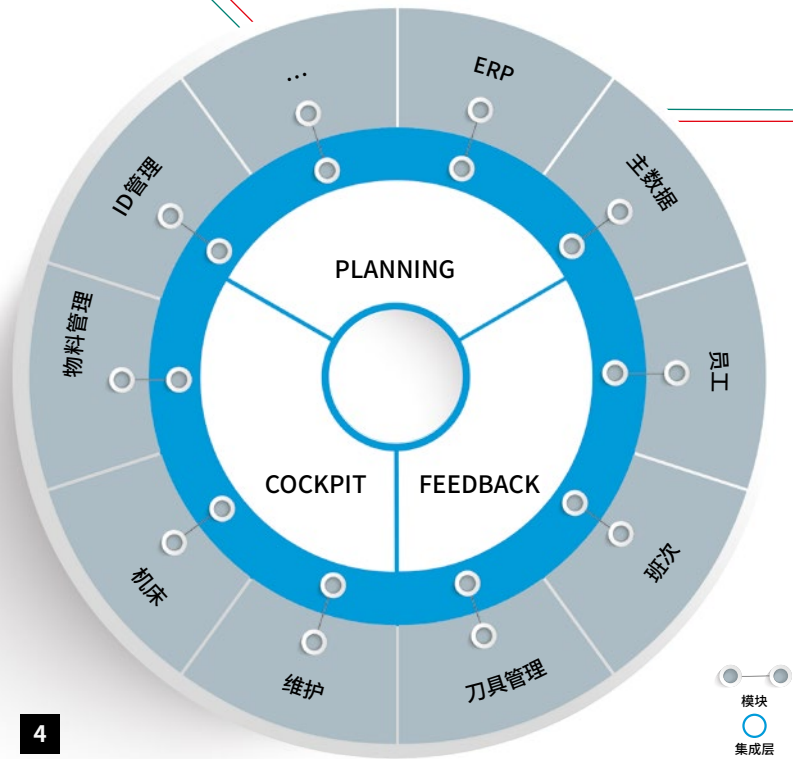 ...
ERP
主数据
员工
班次
刀具管理
维护
机床
物料管理
ID管理
PLANNING
COCKPIT
FEEDBACK
模块
集成层
4